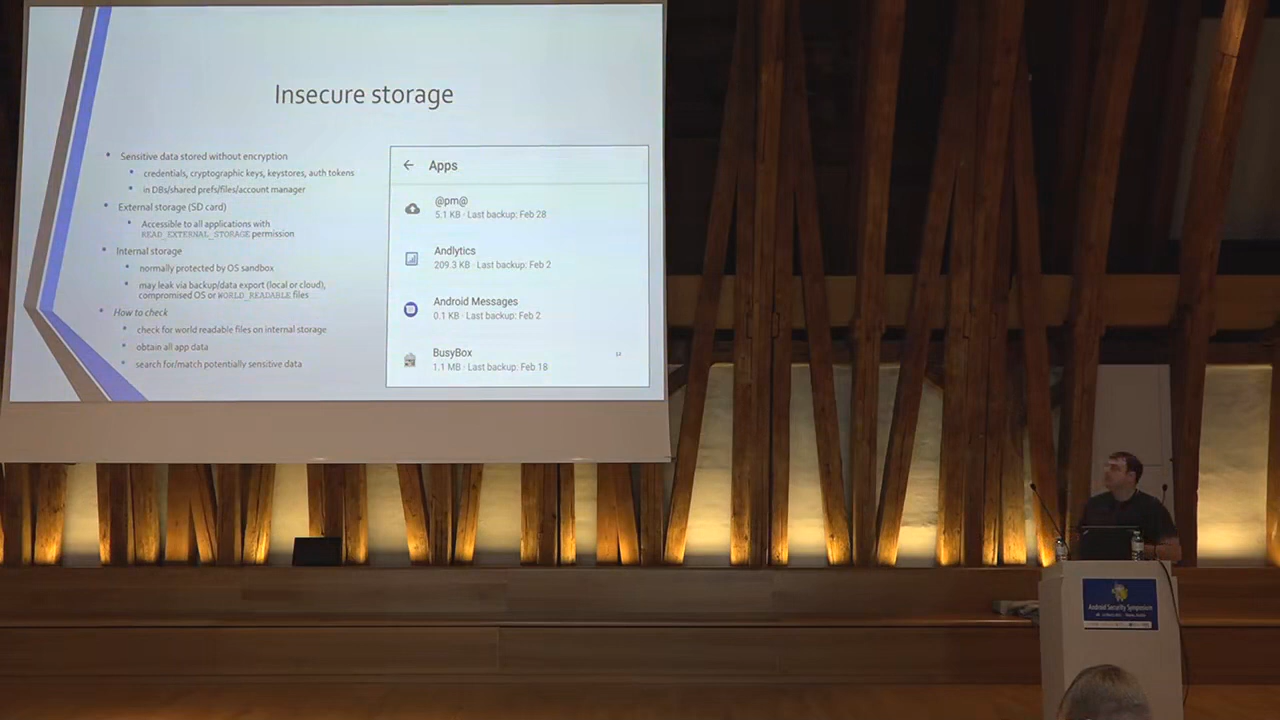 Insecure storage
Sensitive data stored without encryption
credentials, cryptographic keys, keystores, auth tokens
in DBs/shared prefs/files/account manager
External storage (SD card)
Accessible to all applications with
READ_EXTERNAL_STORAGE permission
Internal storage
normally protected by OS sandbox
may leak via backup/data export (local or cloud),
compromised OS or WORLD_READABLE files
How to check
check for world readable files on internal storage
obtain all app data
search for/match potentially sensitive data
Apps
@pm@
5.1 KB · Last backup: Feb 28
Andlytics
209.3 KB · Last backup: Feb 2
Android Messages
0.1 KB · Last backup: Feb 2
BusyBox
1.1 MB · Last backup: Feb 18
Android Security Symposium